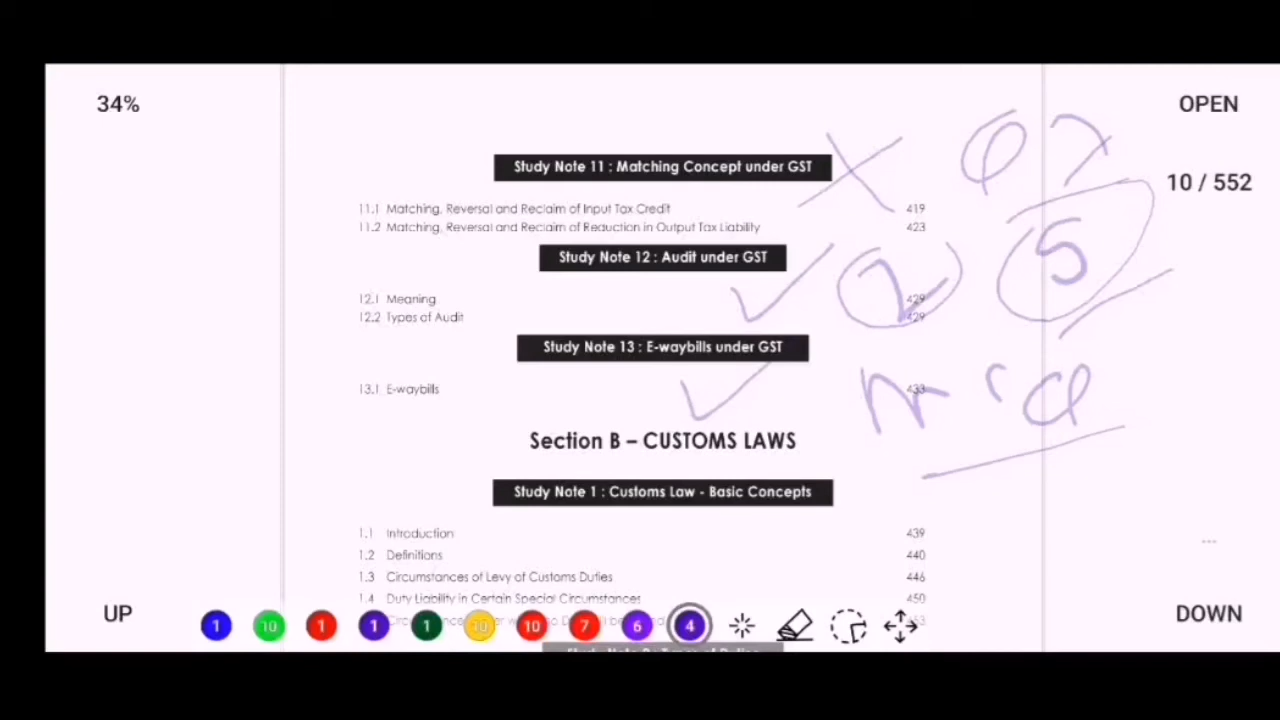 34%
OPEN
10 / 552
Study Note 11 : Matching Concept under GST
11.1 Matching, Reversal and Reclaim of Input Tax Credit 419
11.2 Matching, Reversal and Reclaim of Reduction in Output Tax Liability 423
Study Note 12 : Audit under GST
2
5
12.1 Meaning 429
12.2 Types of Audit 429
Study Note 13 : E-waybills under GST
13.1 E-waybills 433
Section B – CUSTOMS LAWS
Study Note 1 : Customs Law - Basic Concepts
1.1 Introduction 439
1.2 Definitions 440
1.3 Circumstances of Levy of Customs Duties 446
1.4 Duty Liability in Certain Special Circumstances 450
UP
DOWN
1 10 1 1 1 10 10 7 6 4